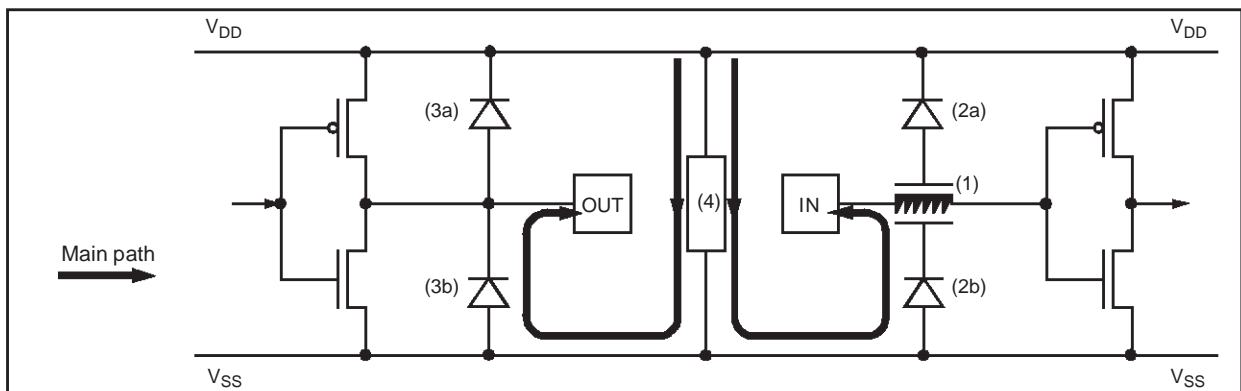 VDD VDD
(3a) (2a)
(1)
OUT (4) IN
Main path
(3b) (2b)
VSS VSS